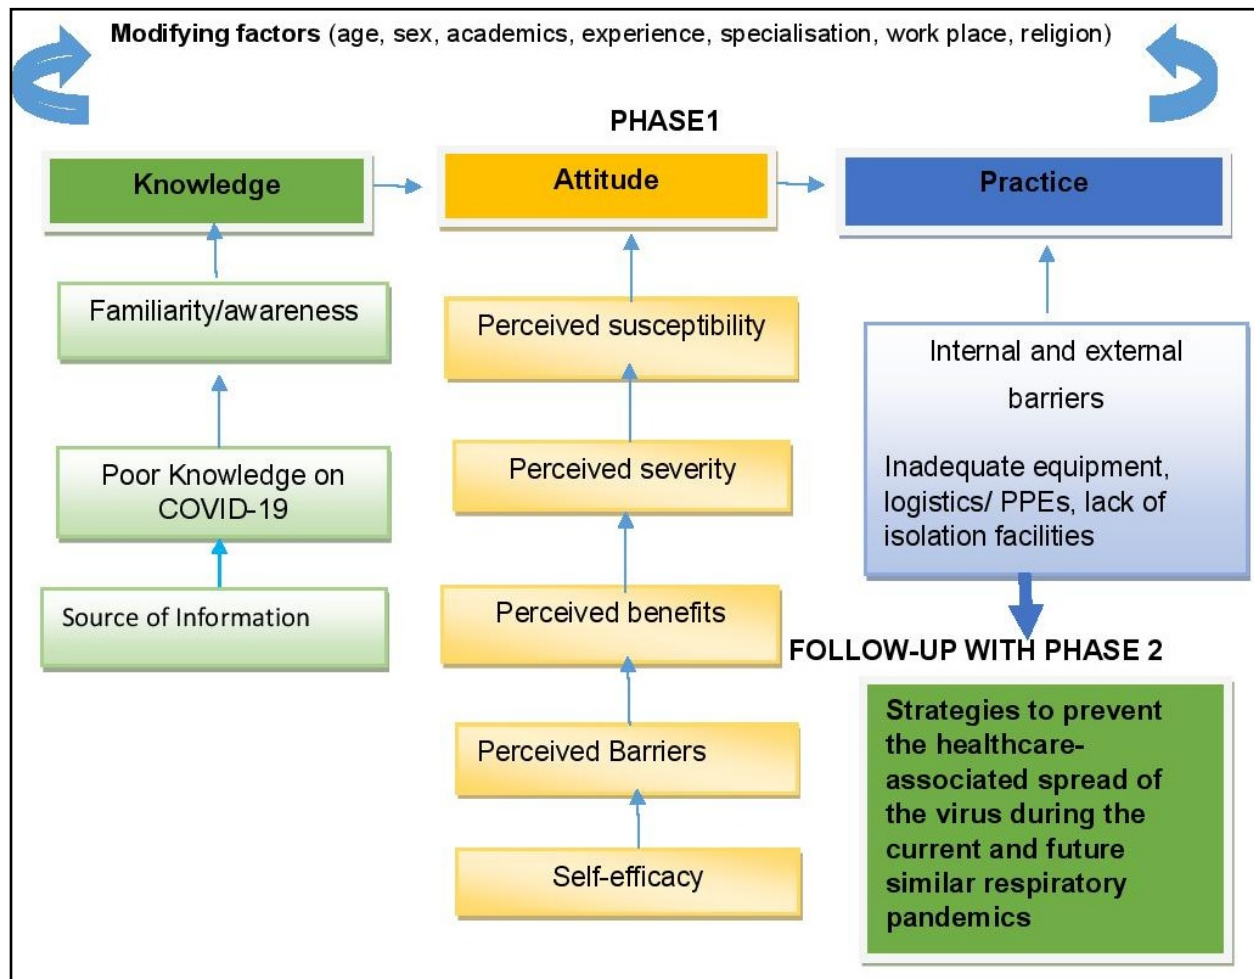 Modifying factors (age, sex, academics, experience, specialisation, work place, religion)
PHASE1
Knowledge
Attitude
Practice
Familiarity/awareness
Poor Knowledge on
COVID-19
Source of Information
Perceived susceptibility
Perceived severity
Perceived benefits
Perceived Barriers
Self-efficacy
Internal and external
barriers
Inadequate equipment,
logistics/ PPEs, lack of
isolation facilities
FOLLOW-UP WITH PHASE 2
Strategies to prevent
the healthcare-
associated spread of
the virus during the
current and future
similar respiratory
pandemics